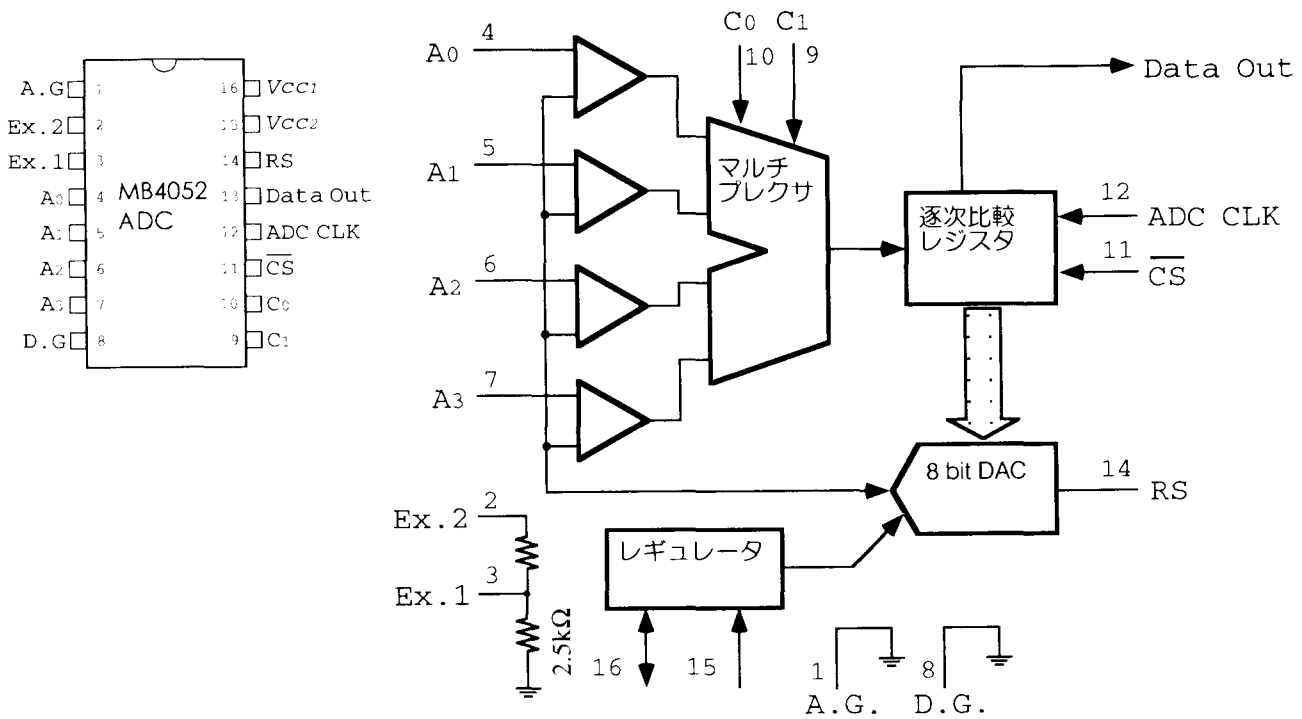 A.G 1
Ex.2 2
Ex.1 3
A0 4
A1 5
A2 6
A3 7
D.G 8
MB4052
ADC
16 Vcc1
15 Vcc2
14 RS
13 Data Out
12 ADC CLK
11 C̅S̅
10 C0
9 C1
A0 4
A1 5
A2 6
A3 7
C0 C1
10 9
マルチ
プレクサ
Data Out
逐次比較
レジスタ
12 ADC CLK
11 C̅S̅
8 bit DAC
14 RS
Ex.2 2
Ex.1 3
2.5kΩ
レギュレータ
16 15
1 8
A.G. D.G.